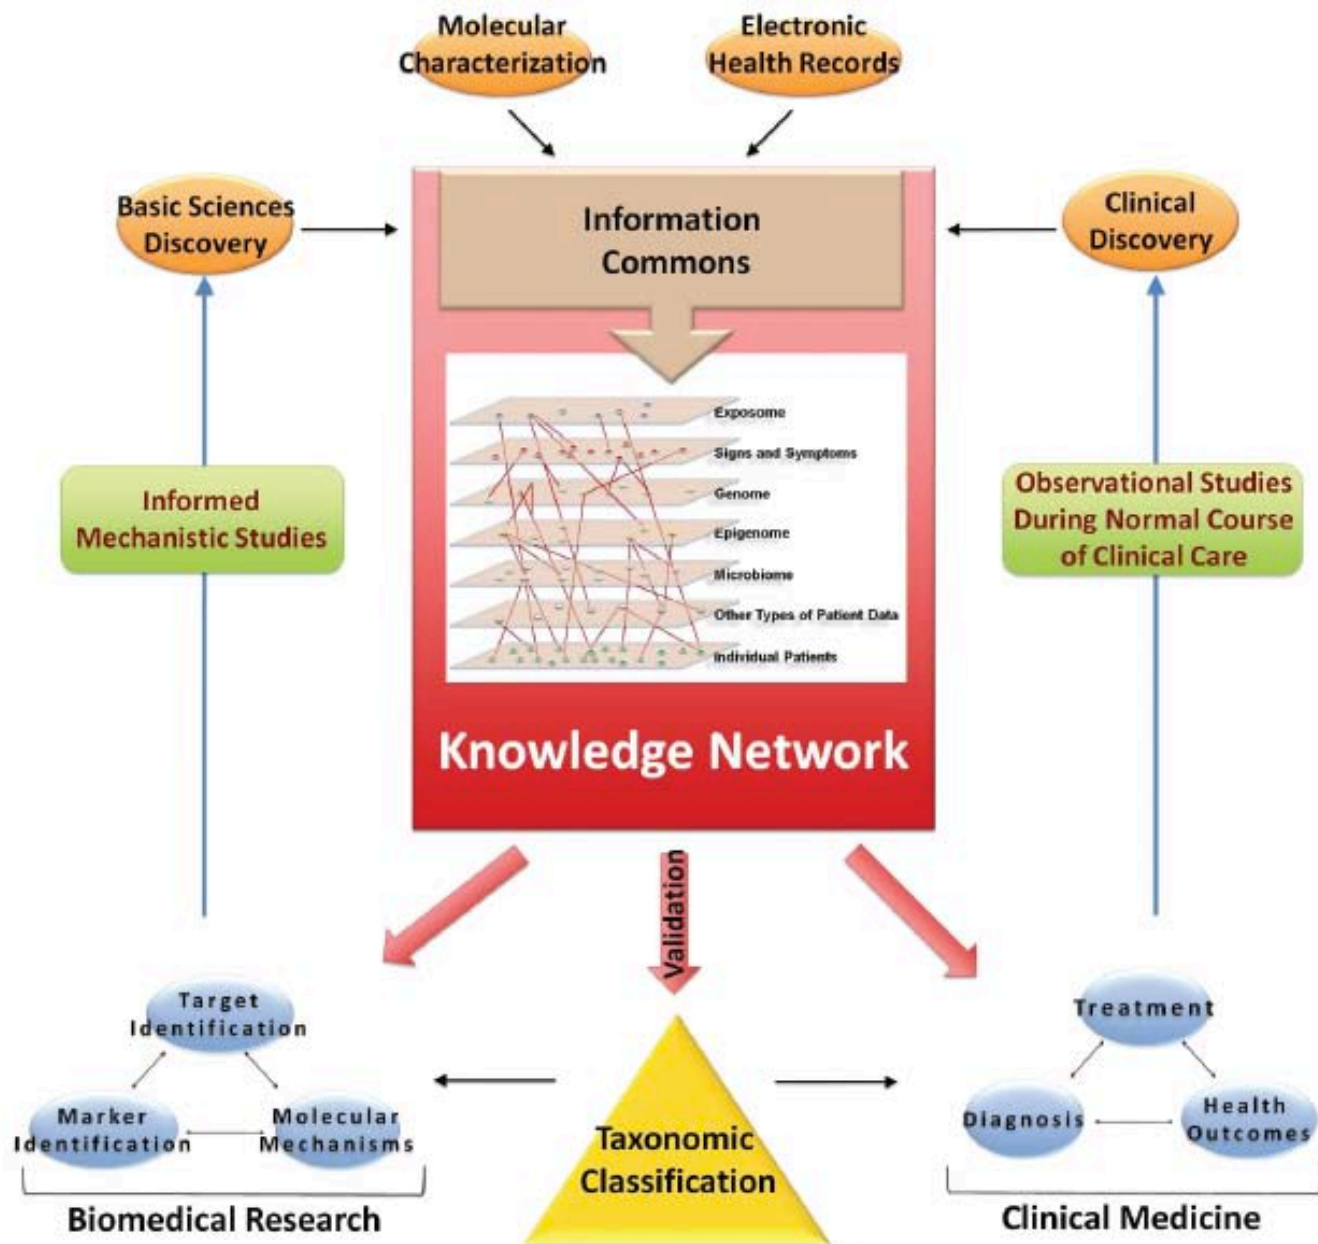 Molecular
Characterization
Electronic
Health Records
Basic Sciences
Discovery
Information
Commons
Clinical
Discovery
Exposome
Signs and Symptoms
Genome
Epigenome
Microbiome
Other Types of Patient Data
Individual Patients
Informed
Mechanistic Studies
Observational Studies
During Normal Course
of Clinical Care
Knowledge Network
Validation
Target
Identification
Marker
Identification
Molecular
Mechanisms
Biomedical Research
Taxonomic
Classification
Treatment
Diagnosis
Health
Outcomes
Clinical Medicine